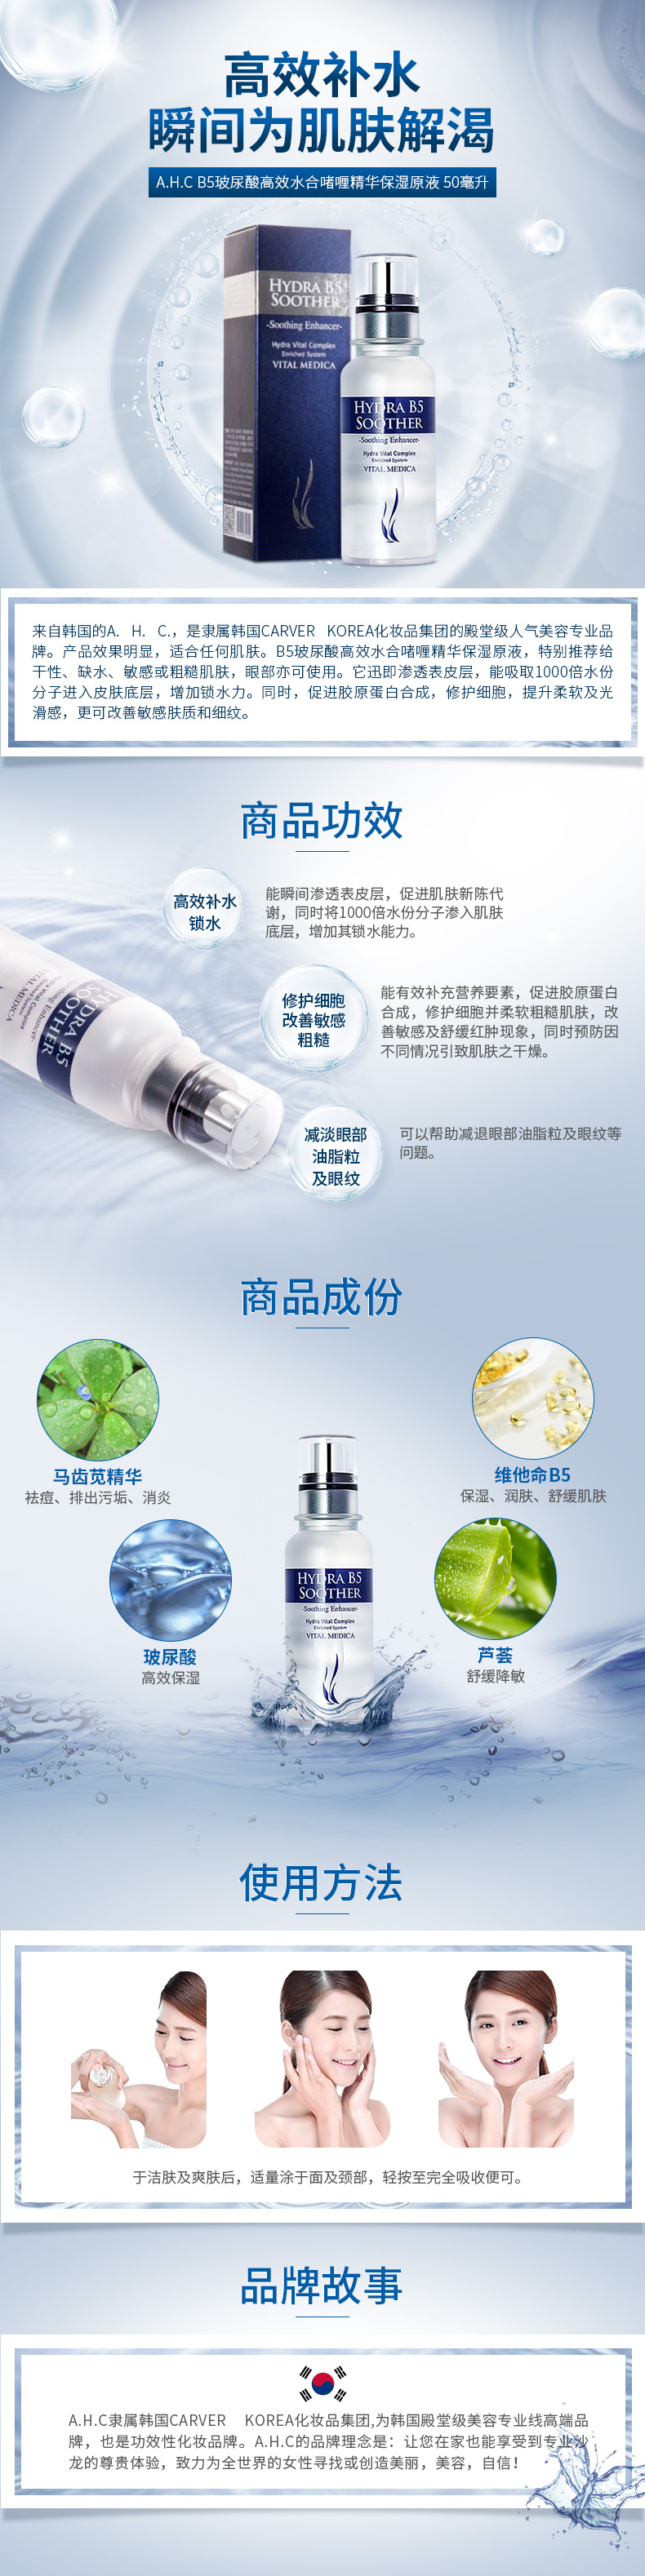 高效补水
瞬间为肌肤解渴
A.H.C B5玻尿酸高效水合啫喱精华保湿原液 50毫升
HYDRA B5
SOOTHER
-Soothing Enhancer-
Hydra Vital Complex
Enriched System
VITAL MEDICA
HYDRA B5
SOOTHER
-Soothing Enhancer-
Hydra Vital Complex
Enriched System
VITAL MEDICA
来自韩国的A. H. C.，是隶属韩国CARVER KOREA化妆品集团的殿堂级人气美容专业品
牌。产品效果明显，适合任何肌肤。B5玻尿酸高效水合啫喱精华保湿原液，特别推荐给
干性、缺水、敏感或粗糙肌肤，眼部亦可使用。它迅即渗透表皮层，能吸取1000倍水份
分子进入皮肤底层，增加锁水力。同时，促进胶原蛋白合成，修护细胞，提升柔软及光
滑感，更可改善敏感肤质和细纹。
商品功效
高效补水
锁水
能瞬间渗透表皮层，促进肌肤新陈代
谢，同时将1000倍水份分子渗入肌肤
底层，增加其锁水能力。
HYDRA B5
SOOTHER
VITAL MEDICA
修护细胞
改善敏感
粗糙
能有效补充营养要素，促进胶原蛋白
合成，修护细胞并柔软粗糙肌肤，改
善敏感及舒缓红肿现象，同时预防因
不同情况引致肌肤之干燥。
减淡眼部
油脂粒
及眼纹
可以帮助减退眼部油脂粒及眼纹等
问题。
商品成份
马齿苋精华
祛痘、排出污垢、消炎
维他命B5
保湿、润肤、舒缓肌肤
玻尿酸
高效保湿
芦荟
舒缓降敏
HYDRA B5
SOOTHER
-Soothing Enhancer-
Hydra Vital Complex
Enriched System
VITAL MEDICA
使用方法
于洁肤及爽肤后，适量涂于面及颈部，轻按至完全吸收便可。
品牌故事
A.H.C隶属韩国CARVER KOREA化妆品集团,为韩国殿堂级美容专业线高端品
牌，也是功效性化妆品牌。A.H.C的品牌理念是：让您在家也能享受到专业沙
龙的尊贵体验，致力为全世界的女性寻找或创造美丽，美容，自信！